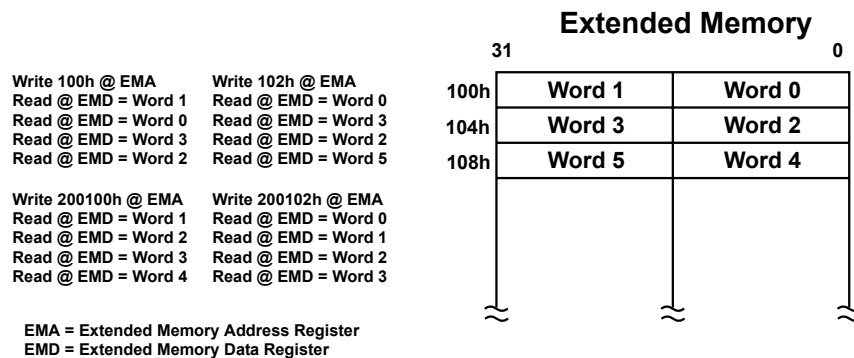 Extended Memory
31 0
Write 100h @ EMA
Read @ EMD = Word 1
Read @ EMD = Word 0
Read @ EMD = Word 3
Read @ EMD = Word 2
Write 102h @ EMA
Read @ EMD = Word 0
Read @ EMD = Word 3
Read @ EMD = Word 2
Read @ EMD = Word 5
Write 200100h @ EMA
Read @ EMD = Word 1
Read @ EMD = Word 2
Read @ EMD = Word 3
Read @ EMD = Word 4
Write 200102h @ EMA
Read @ EMD = Word 0
Read @ EMD = Word 1
Read @ EMD = Word 2
Read @ EMD = Word 3
100h Word 1 Word 0
104h Word 3 Word 2
108h Word 5 Word 4
EMA = Extended Memory Address Register
EMD = Extended Memory Data Register